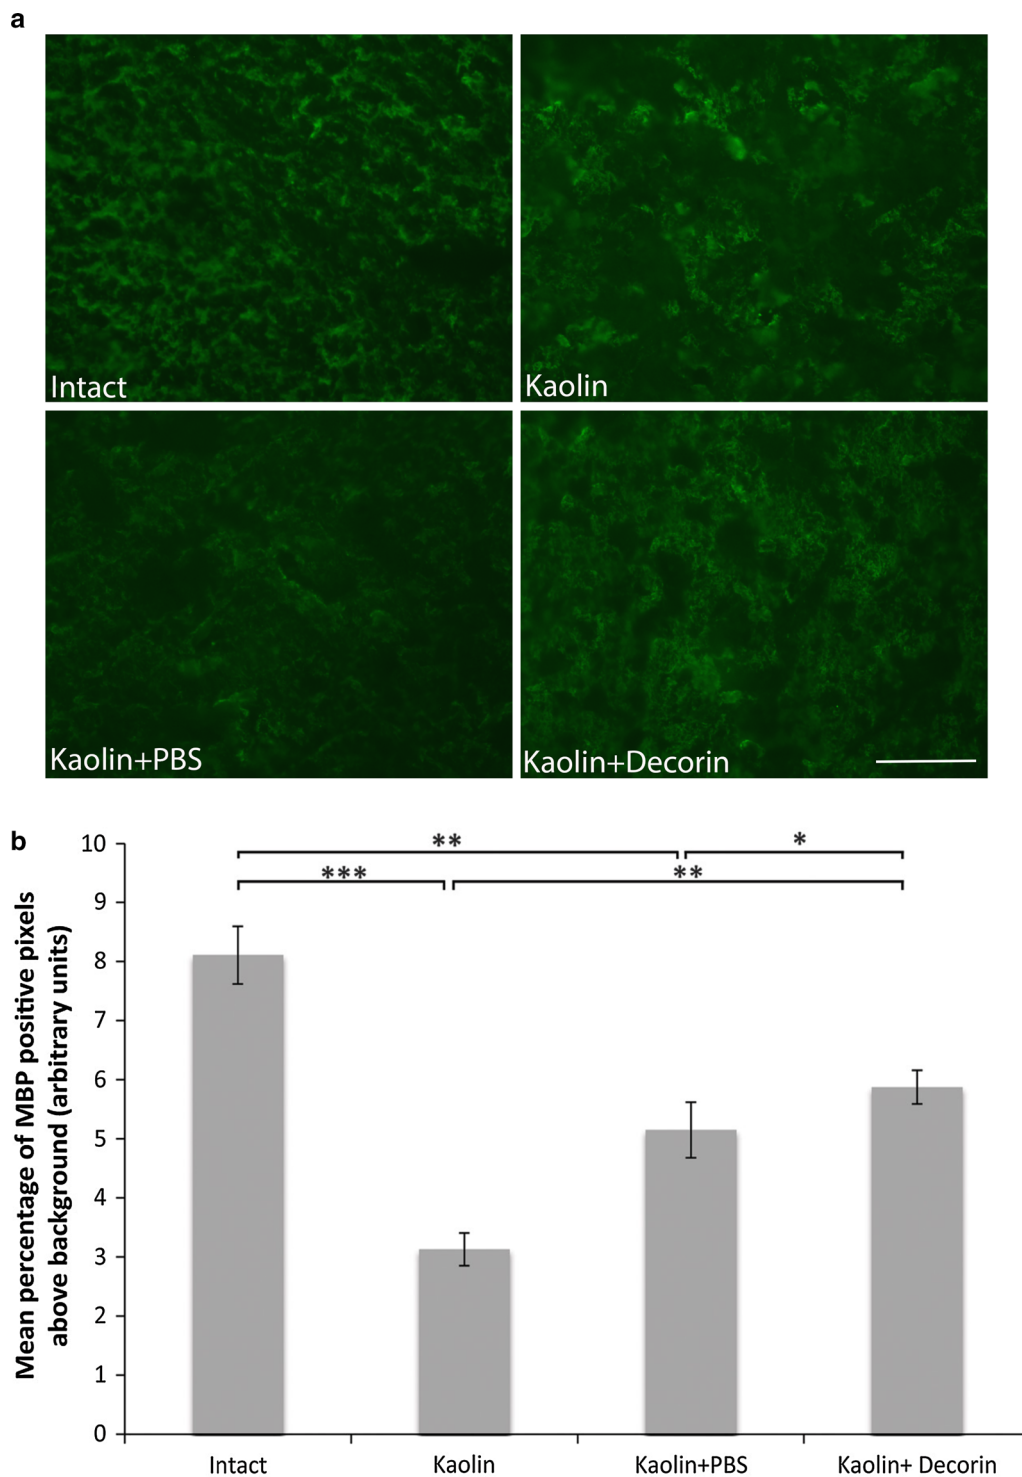 a
Intact
Kaolin
Kaolin+PBS
Kaolin+Decorin
b
Mean percentage of MBP positive pixels
above background (arbitrary units)
10
9
8
7
6
5
4
3
2
1
0
** *
*** **
Intact Kaolin Kaolin+PBS Kaolin+ Decorin